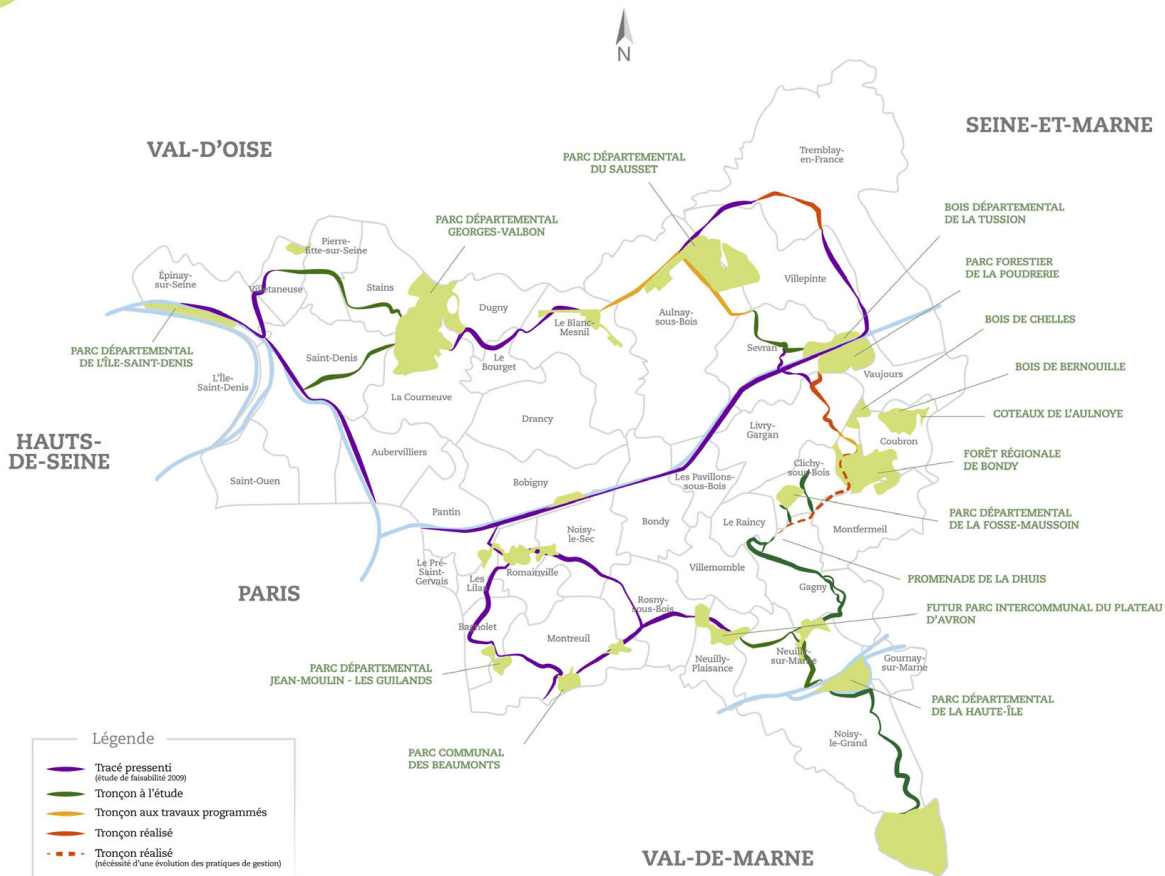 N
VAL-D'OISE
SEINE-ET-MARNE
HAUTS-
DE-SEINE
PARIS
VAL-DE-MARNE
PARC DÉPARTEMENTAL
DU SAUSSET
PARC DÉPARTEMENTAL
GEORGES-VALBON
PARC DÉPARTEMENTAL
DE L'ÎLE-SAINT-DENIS
BOIS DÉPARTEMENTAL
DE LA TUSSION
PARC FORESTIER
DE LA POUDRERIE
BOIS DE CHELLES
BOIS DE BERNOUILLE
COTEAUX DE L'AULNOYE
FORÊT RÉGIONALE
DE BONDY
PARC DÉPARTEMENTAL
DE LA FOSSE-MAUSSOIN
PROMENADE DE LA DHUIS
FUTUR PARC INTERCOMMUNAL DU PLATEAU
D'AVRON
PARC DÉPARTEMENTAL
DE LA HAUTE-ÎLE
PARC DÉPARTEMENTAL
JEAN-MOULIN - LES GUILANDS
PARC COMMUNAL
DES BEAUMONTS
Tremblay-
en-France
Pierre-
fitte-sur-Seine
Épinay-
sur-Seine
Villetaneuse
Stains
Dugny
Le Blanc-
Mesnil
Aulnay-
sous-Bois
Villepinte
Sevran
Vaujours
Saint-Denis
L'Île-
Saint-Denis
Le
Bourget
La Courneuve
Drancy
Livry-
Gargan
Coubron
Aubervilliers
Saint-Ouen
Bobigny
Les Pavillons-
sous-Bois
Clichy-
sous-Bois
Pantin
Noisy-
le-Sec
Bondy
Le Raincy
Montfermeil
Le Pré-
Saint-
Gervais
Les
Lilas
Romainville
Villemomble
Gagny
Rosny-
sous-Bois
Bagnolet
Montreuil
Neuilly-
Plaisance
Neuilly-
sur-Marne
Gournay-
sur-Marne
Noisy-
le-Grand
Légende
Tracé pressenti
(étude de faisabilité 2009)
Tronçon à l'étude
Tronçon aux travaux programmés
Tronçon réalisé
Tronçon réalisé
(nécéssité d'une évolution des pratiques de gestion)